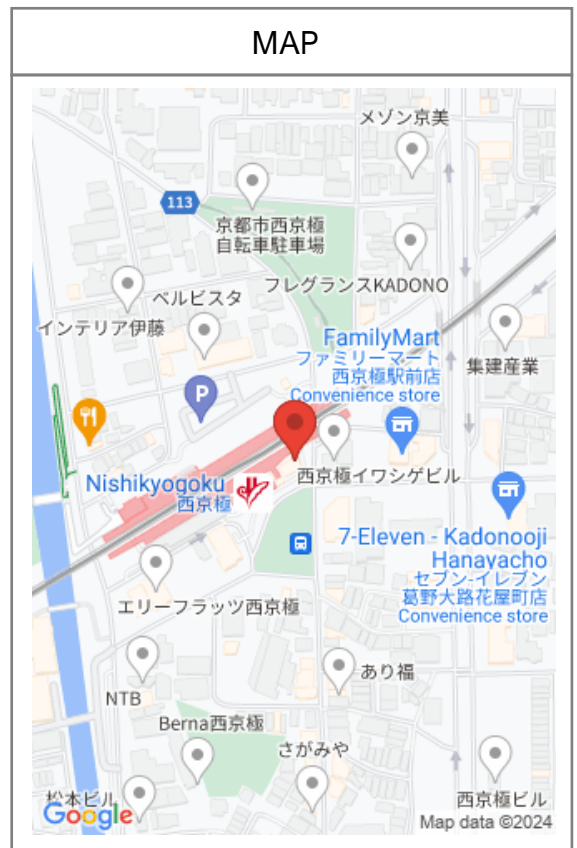 MAP
メゾン京美
113
京都市西京極
自転車駐車場
フレグランスKADONO
ベルビスタ
インテリア伊藤
FamilyMart
ファミリーマート
西京極駅前店
Convenience store
集建産業
P
Nishikyogoku
西京極
西京極イワシゲビル
7-Eleven - Kadonooji
Hanayacho
セブン-イレブン
葛野大路花屋町店
Convenience store
エリーフラッツ西京極
あり福
NTB
Berna西京極
さがみや
松本ビル
西京極ビル
Google
Map data ©2024